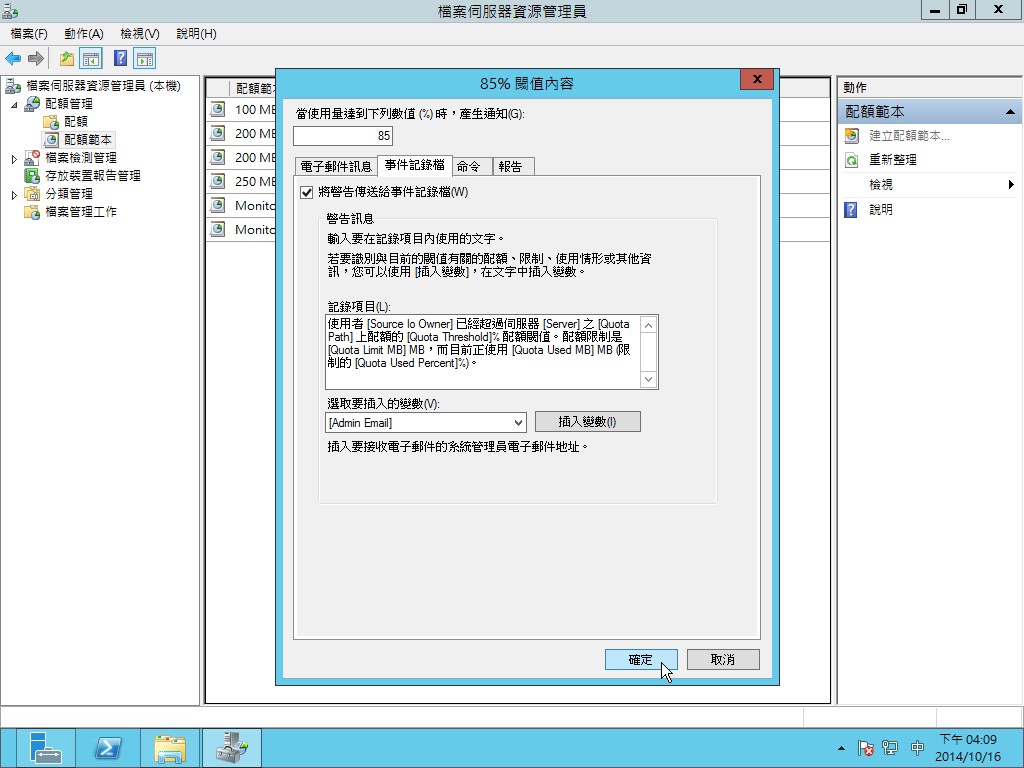 檔案伺服器資源管理員
檔案(F) 動作(A) 檢視(V) 說明(H)
檔案伺服器資源管理員 (本機)
配額管理
配額
配額範本
檔案檢測管理
存放裝置報告管理
分類管理
檔案管理工作
配額範
100 MB
200 MB
200 MB
250 MB
Monito
Monito
85% 閾值內容
當使用量達到下列數值 (%) 時，產生通知(G):
85
電子郵件訊息 事件記錄檔 命令 報告
將警告傳送給事件記錄檔(W)
警告訊息
輸入要在記錄項目內使用的文字。
若要識別與目前的閾值有關的配額、限制、使用情形或其他資
訊，您可以使用 [插入變數]，在文字中插入變數。
記錄項目(L):
使用者 [Source Io Owner] 已經超過伺服器 [Server] 之 [Quota
Path] 上配額的 [Quota Threshold]% 配額閾值。配額限制是
[Quota Limit MB] MB，而目前正使用 [Quota Used MB] MB (限
制的 [Quota Used Percent]%)。
選取要插入的變數(V):
[Admin Email] 插入變數(I)
插入要接收電子郵件的系統管理員電子郵件地址。
確定 取消
動作
配額範本
建立配額範本...
重新整理
檢視
說明
中
下午 04:09
2014/10/16